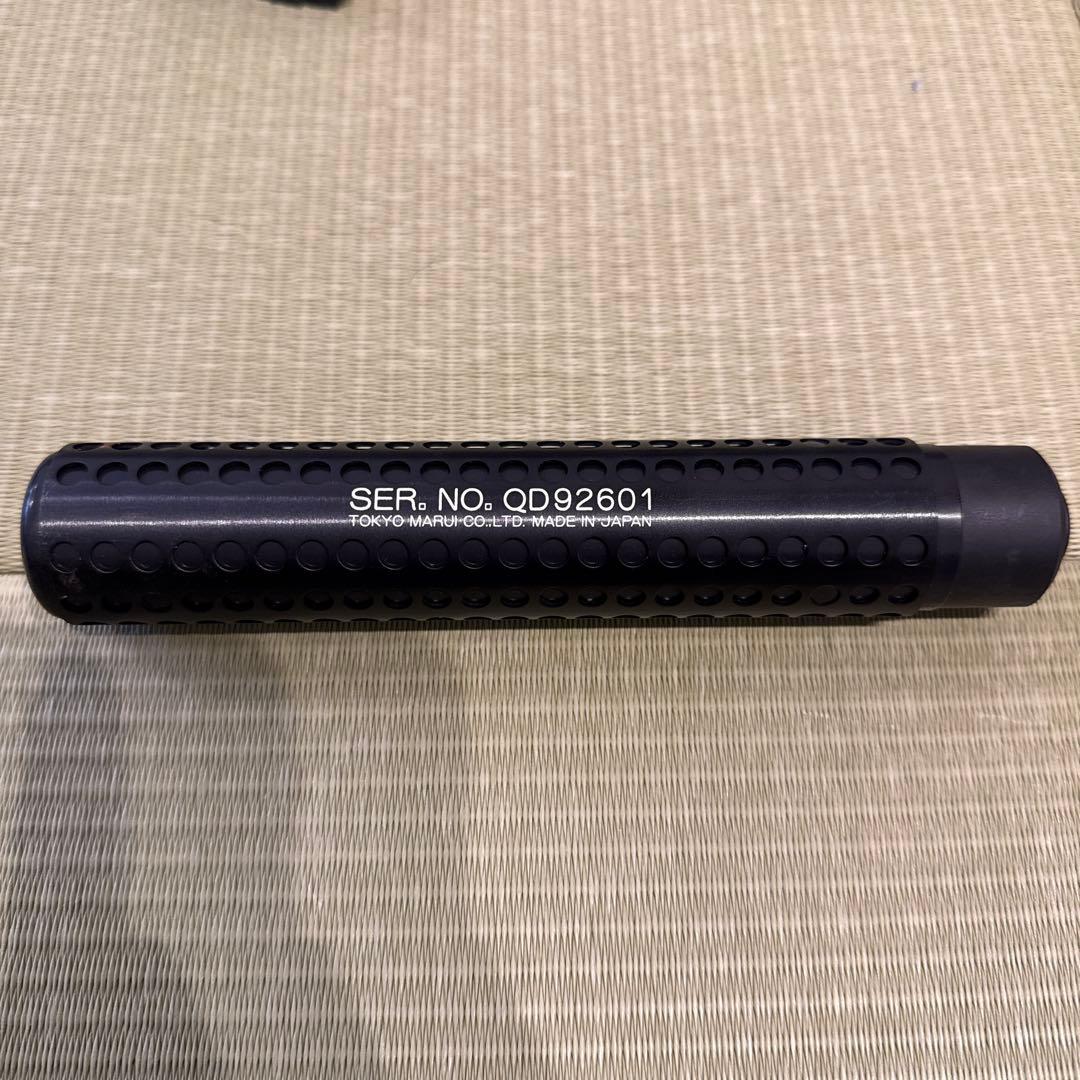 SER. NO. QD92601
TOKYO MARUI CO.,LTD. MADE IN JAPAN